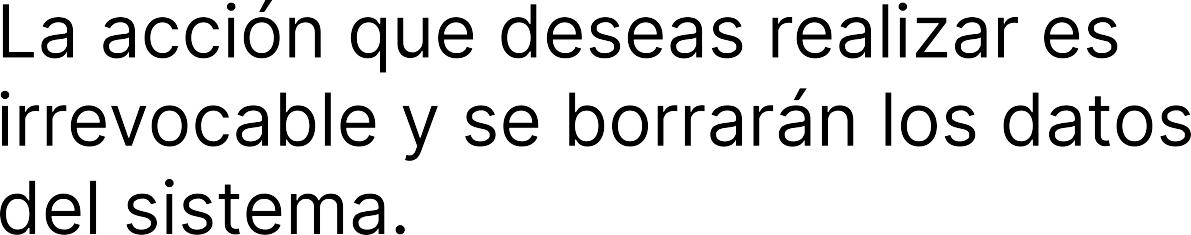 La acción que deseas realizar es
irrevocable y se borrarán los datos
del sistema.